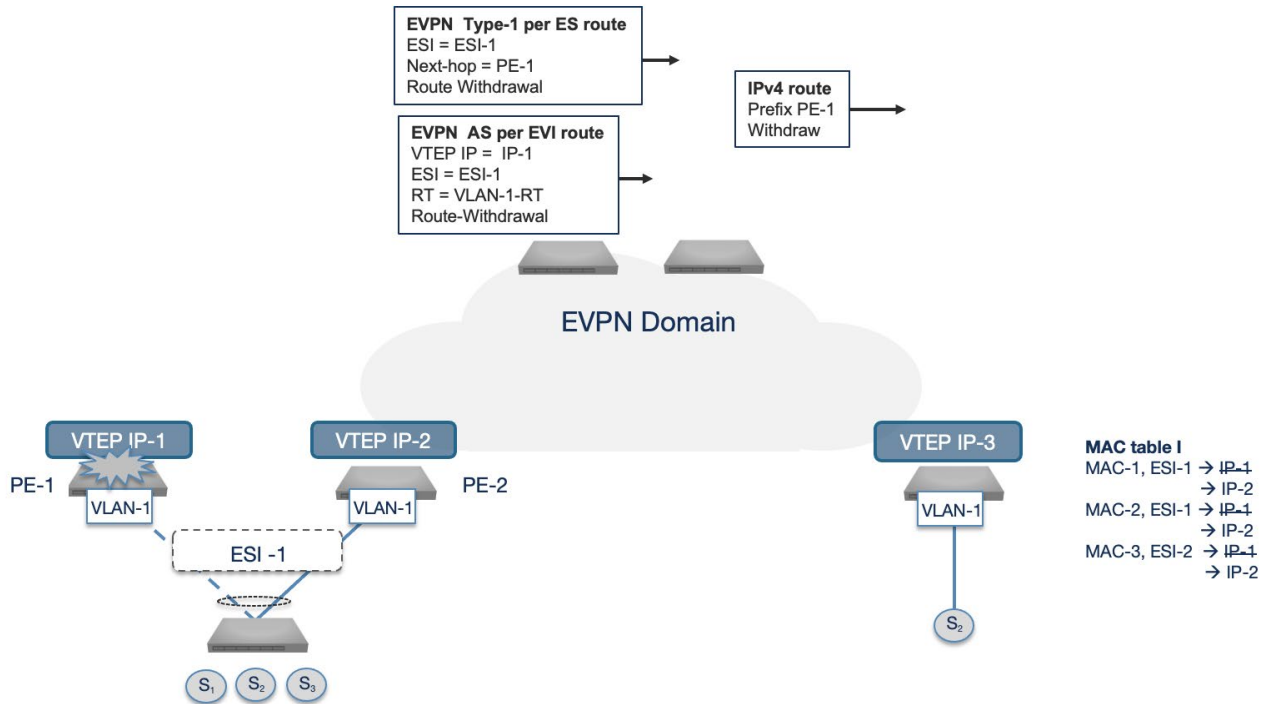 EVPN  Type-1 per ES route
ESI = ESI-1
Next-hop = PE-1
Route Withdrawal
IPv4 route
Prefix PE-1
Withdraw
EVPN  AS per EVI route
VTEP IP =  IP-1
ESI = ESI-1
RT = VLAN-1-RT
Route-Withdrawal
EVPN Domain
VTEP IP-1
VTEP IP-2
VTEP IP-3
PE-1
PE-2
VLAN-1
VLAN-1
VLAN-1
ESI -1
MAC table I
MAC-1, ESI-1 → IP-1
→ IP-2
MAC-2, ESI-1 → IP-1
→ IP-2
MAC-3, ESI-2 → IP-1
→ IP-2
S₂
S₁ S₂ S₃